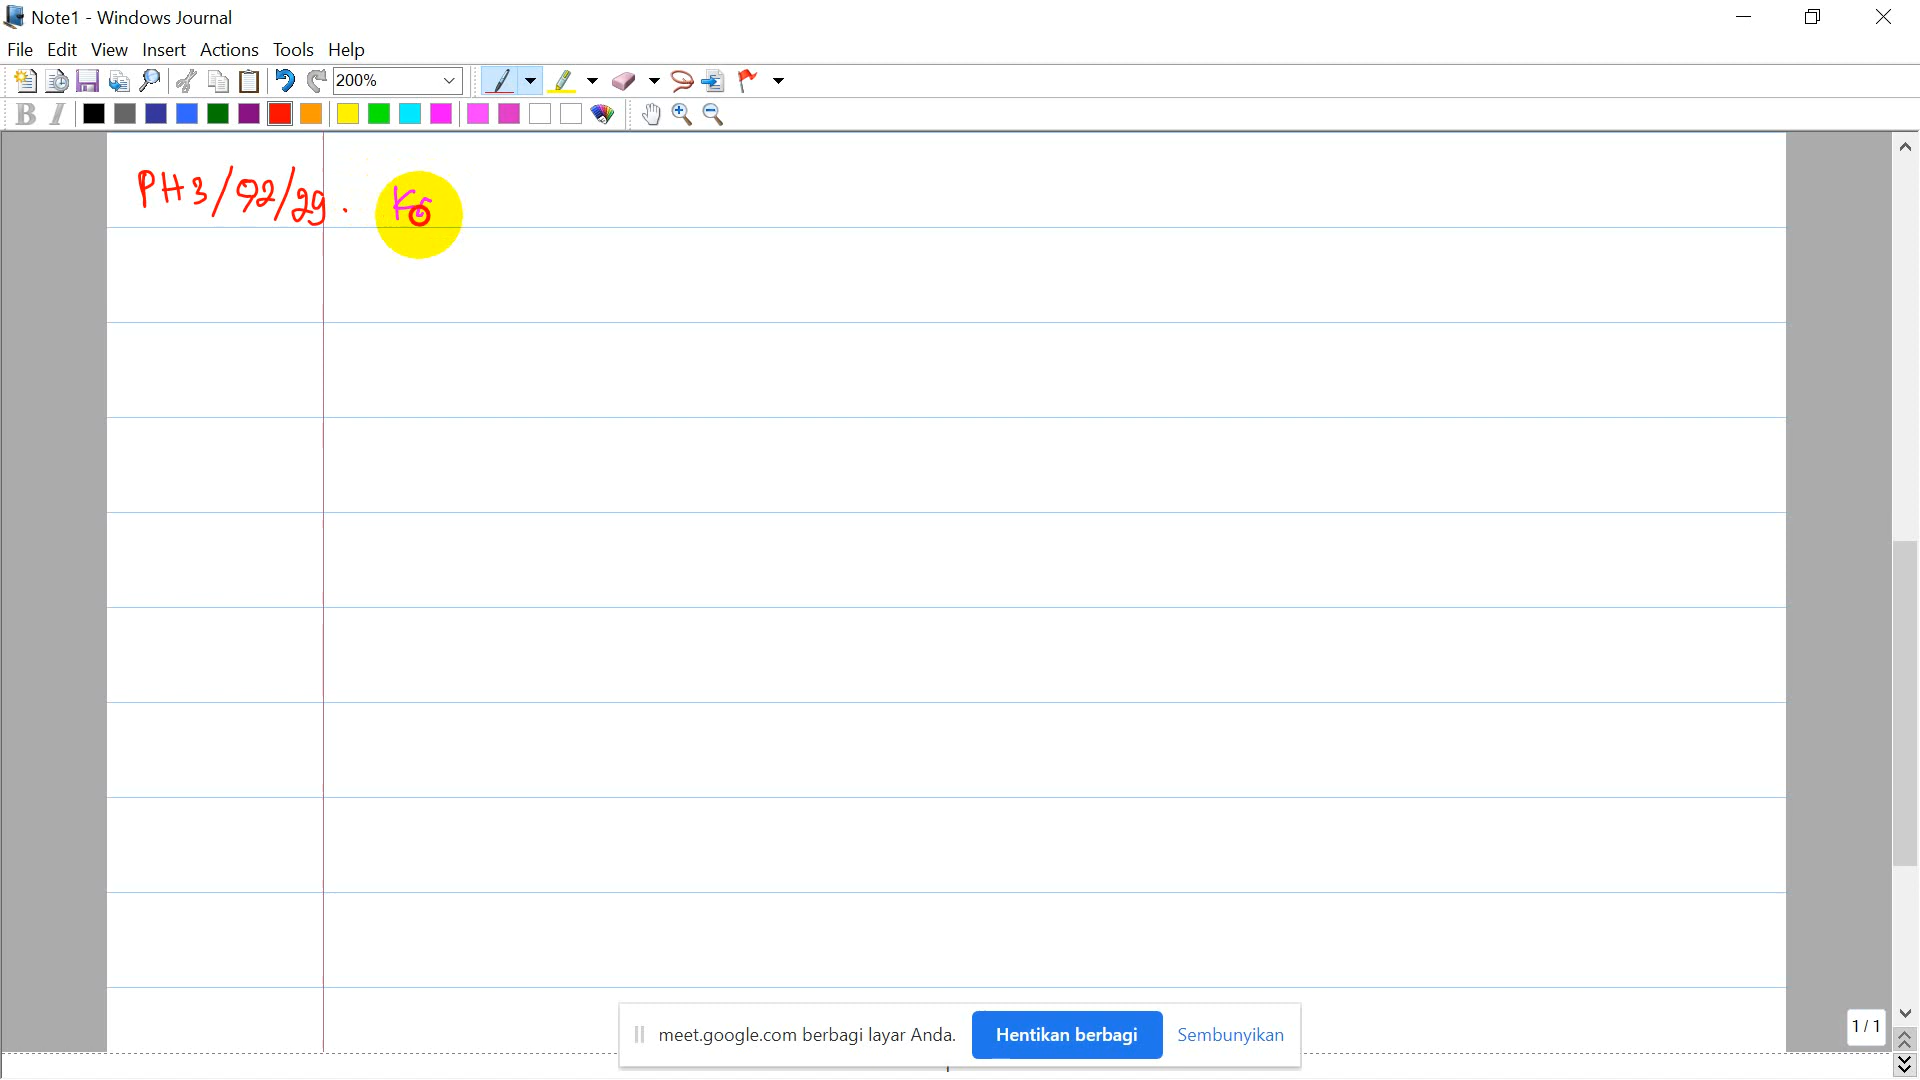 Note1 - Windows Journal
File Edit View Insert Actions Tools Help
200%
B I
PH3/92/29.
1 / 1
meet.google.com berbagi layar Anda. Hentikan berbagi Sembunyikan